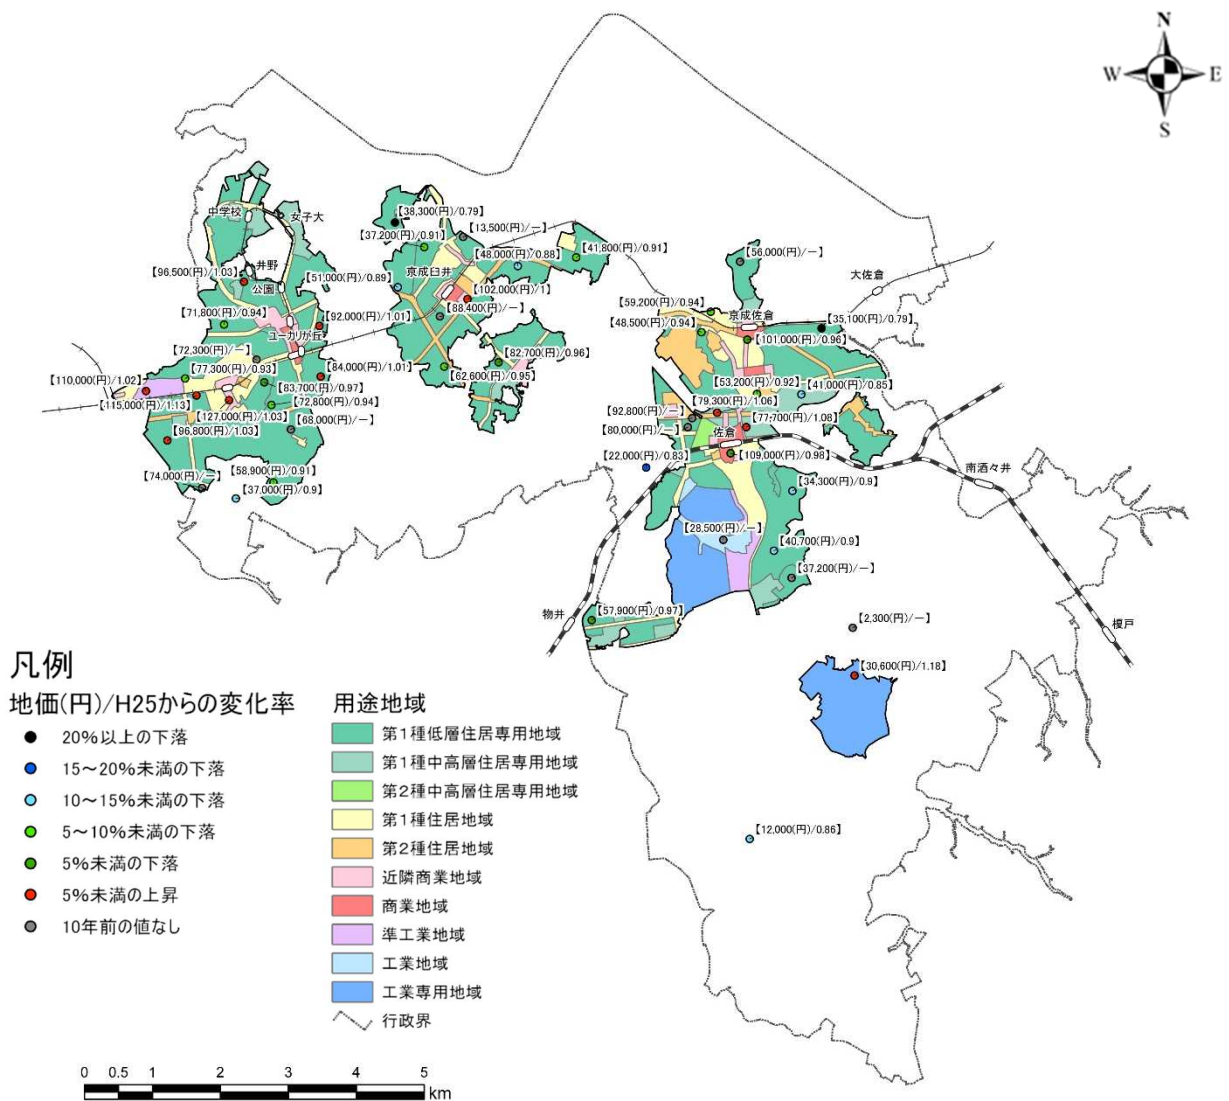 N
W
E
S
中学校
女子大
【38,300(円)/0.79】
【37,200(円)/0.91】
【13,500(円)/―】
【48,000(円)/0.88】
【41,800(円)/0.91】
【56,000(円)/―】
井野
【96,500(円)/1.03】
公園
【51,000(円)/0.89】
京成臼井
【102,000(円)/1】
大佐倉
【71,800(円)/0.94】
【92,000(円)/1.01】
【88,400(円)/―】
【59,200(円)/0.94】
京成佐倉
【48,500(円)/0.94】
【35,100(円)/0.79】
ユーカリが丘
【101,000(円)/0.96】
【72,300(円)/―】
【77,300(円)/0.93】
【84,000(円)/1.01】
【82,700(円)/0.96】
【62,600(円)/0.95】
【110,000(円)/1.02】
【83,700(円)/0.97】
【53,200(円)/0.92】
【41,000(円)/0.85】
【115,000(円)/1.13】
【72,800(円)/0.94】
【79,300(円)/1.06】
【127,000(円)/1.03】
【68,000(円)/―】
【92,800(円)/―】
【77,700(円)/1.08】
【96,800(円)/1.03】
【80,000(円)/―】
佐倉
【109,000(円)/0.98】
【22,000(円)/0.83】
南酒々井
【74,000(円)/―】
【58,900(円)/0.91】
【37,000(円)/0.9】
【34,300(円)/0.9】
【28,500(円)/―】
【40,700(円)/0.9】
【37,200(円)/―】
物井
【57,900(円)/0.97】
【2,300(円)/―】
榎戸
【30,600(円)/1.18】
【12,000(円)/0.86】
凡例
地価(円)/H25からの変化率
20%以上の下落
15～20%未満の下落
10～15%未満の下落
5～10%未満の下落
5%未満の下落
5%未満の上昇
10年前の値なし
用途地域
第1種低層住居専用地域
第1種中高層住居専用地域
第2種中高層住居専用地域
第1種住居地域
第2種住居地域
近隣商業地域
商業地域
準工業地域
工業地域
工業専用地域
行政界
0 0.5 1 2 3 4 5
km